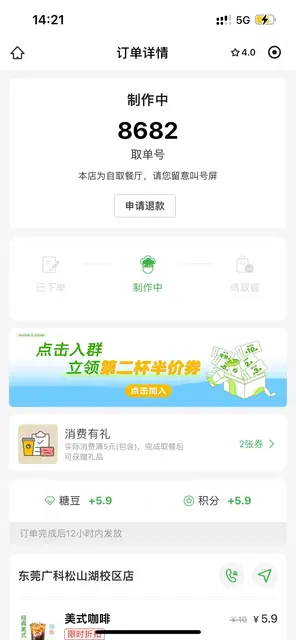 14:21
5G
订单详情
4.0
制作中
8682
取单号
本店为自取餐厅，请您留意叫号屏
申请退款
已下单
制作中
请取餐
点击入群
立领第二杯半价券
点击加入
消费有礼
实际消费满5元(包含)，完成取餐后
可获赠礼品
2张券
糖豆 +5.9
积分 +5.9
订单完成后12小时内发放
东莞广科松山湖校区店
美式咖啡
¥10 ¥5.9
限时折扣
经典美式